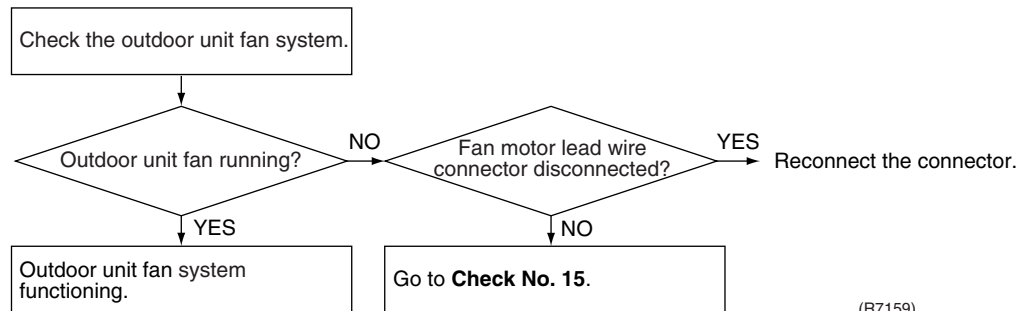 Check the outdoor unit fan system.
Outdoor unit fan running?
NO
Fan motor lead wire
connector disconnected?
YES
Reconnect the connector.
YES
Outdoor unit fan system
functioning.
NO
Go to Check No. 15.
(R7159)